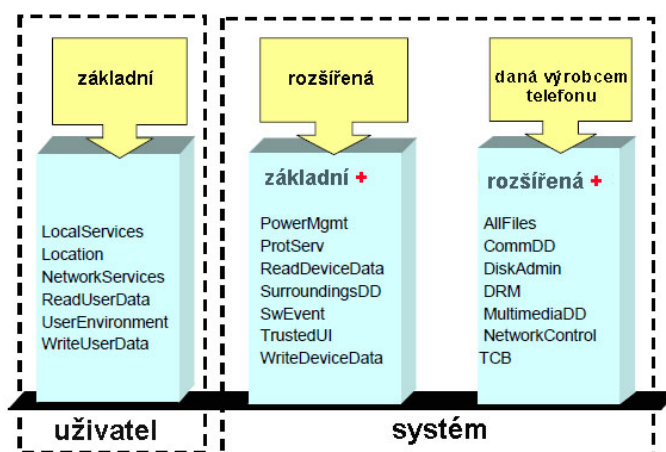 základní
LocalServices
Location
NetworkServices
ReadUserData
UserEnvironment
WriteUserData
uživatel
rozšířená
základní +
PowerMgmt
ProtServ
ReadDeviceData
SurroundingsDD
SwEvent
TrustedUI
WriteDeviceData
daná výrobcem
telefonu
rozšířená +
AllFiles
CommDD
DiskAdmin
DRM
MultimediaDD
NetworkControl
TCB
systém